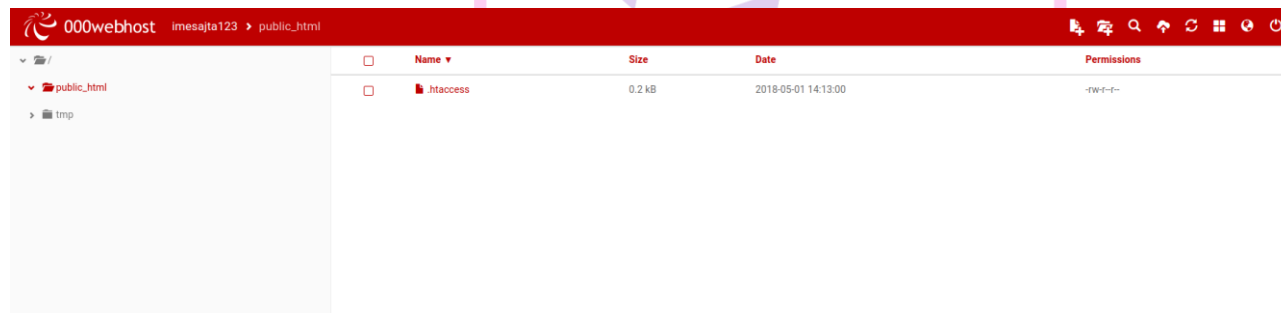 000webhost imesajta123 > public_html
/
public_html
tmp
Name ▼ Size Date Permissions
.htaccess 0.2 kB 2018-05-01 14:13:00 -rw-r--r--